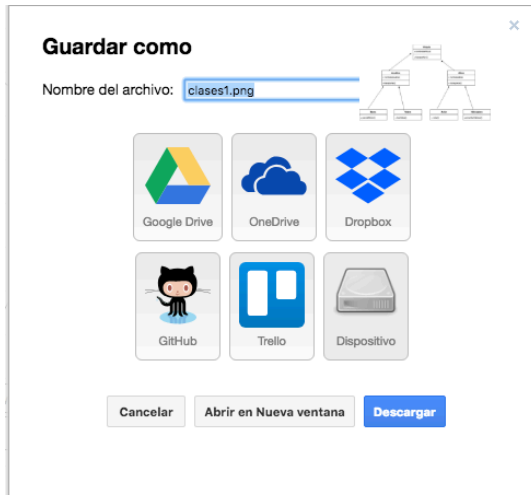 Guardar como
×
Nombre del archivo: clases1.png
Google Drive
OneDrive
Dropbox
GitHub
Trello
Dispositivo
Cancelar
Abrir en Nueva ventana
Descargar